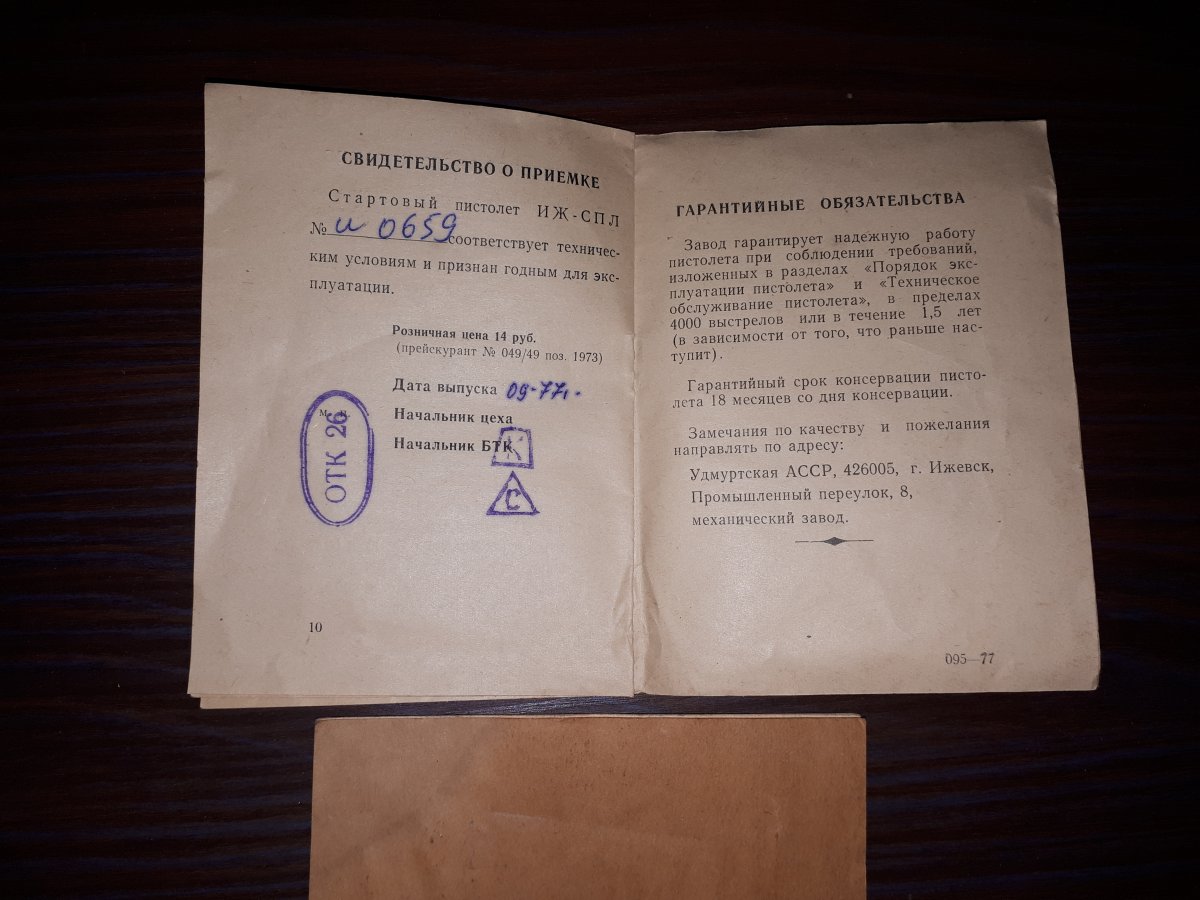 СВИДЕТЕЛЬСТВО О ПРИЕМКЕ
Стартовый пистолет ИЖ-СПЛ
№ И 0659 соответствует техничес-
ким условиям и признан годным для экс-
плуатации.
Розничная цена 14 руб.
(прейскурант № 049/49 поз. 1973)
Дата выпуска 09-77г.
Начальник цеха
Начальник БТК
М. П.
ОТК 26
К
С
10
ГАРАНТИЙНЫЕ ОБЯЗАТЕЛЬСТВА
Завод гарантирует надежную работу
пистолета при соблюдении требований,
изложенных в разделах «Порядок экс-
плуатации пистолета» и «Техническое
обслуживание пистолета», в пределах
4000 выстрелов или в течение 1,5 лет
(в зависимости от того, что раньше нас-
тупит).
Гарантийный срок консервации писто-
лета 18 месяцев со дня консервации.
Замечания по качеству и пожелания
направлять по адресу:
Удмуртская АССР, 426005, г. Ижевск,
Промышленный переулок, 8,
механический завод.
095—77